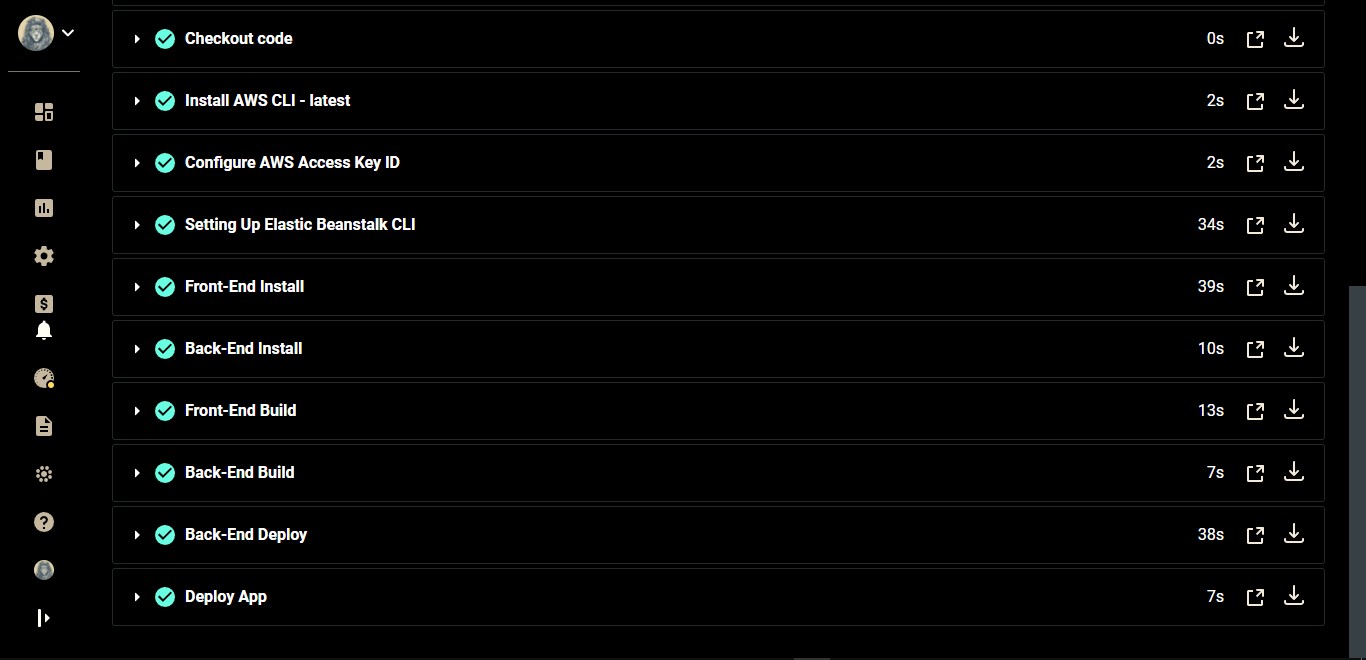 Checkout code 0s
Install AWS CLI - latest 2s
Configure AWS Access Key ID 2s
Setting Up Elastic Beanstalk CLI 34s
Front-End Install 39s
Back-End Install 10s
Front-End Build 13s
Back-End Build 7s
Back-End Deploy 38s
Deploy App 7s